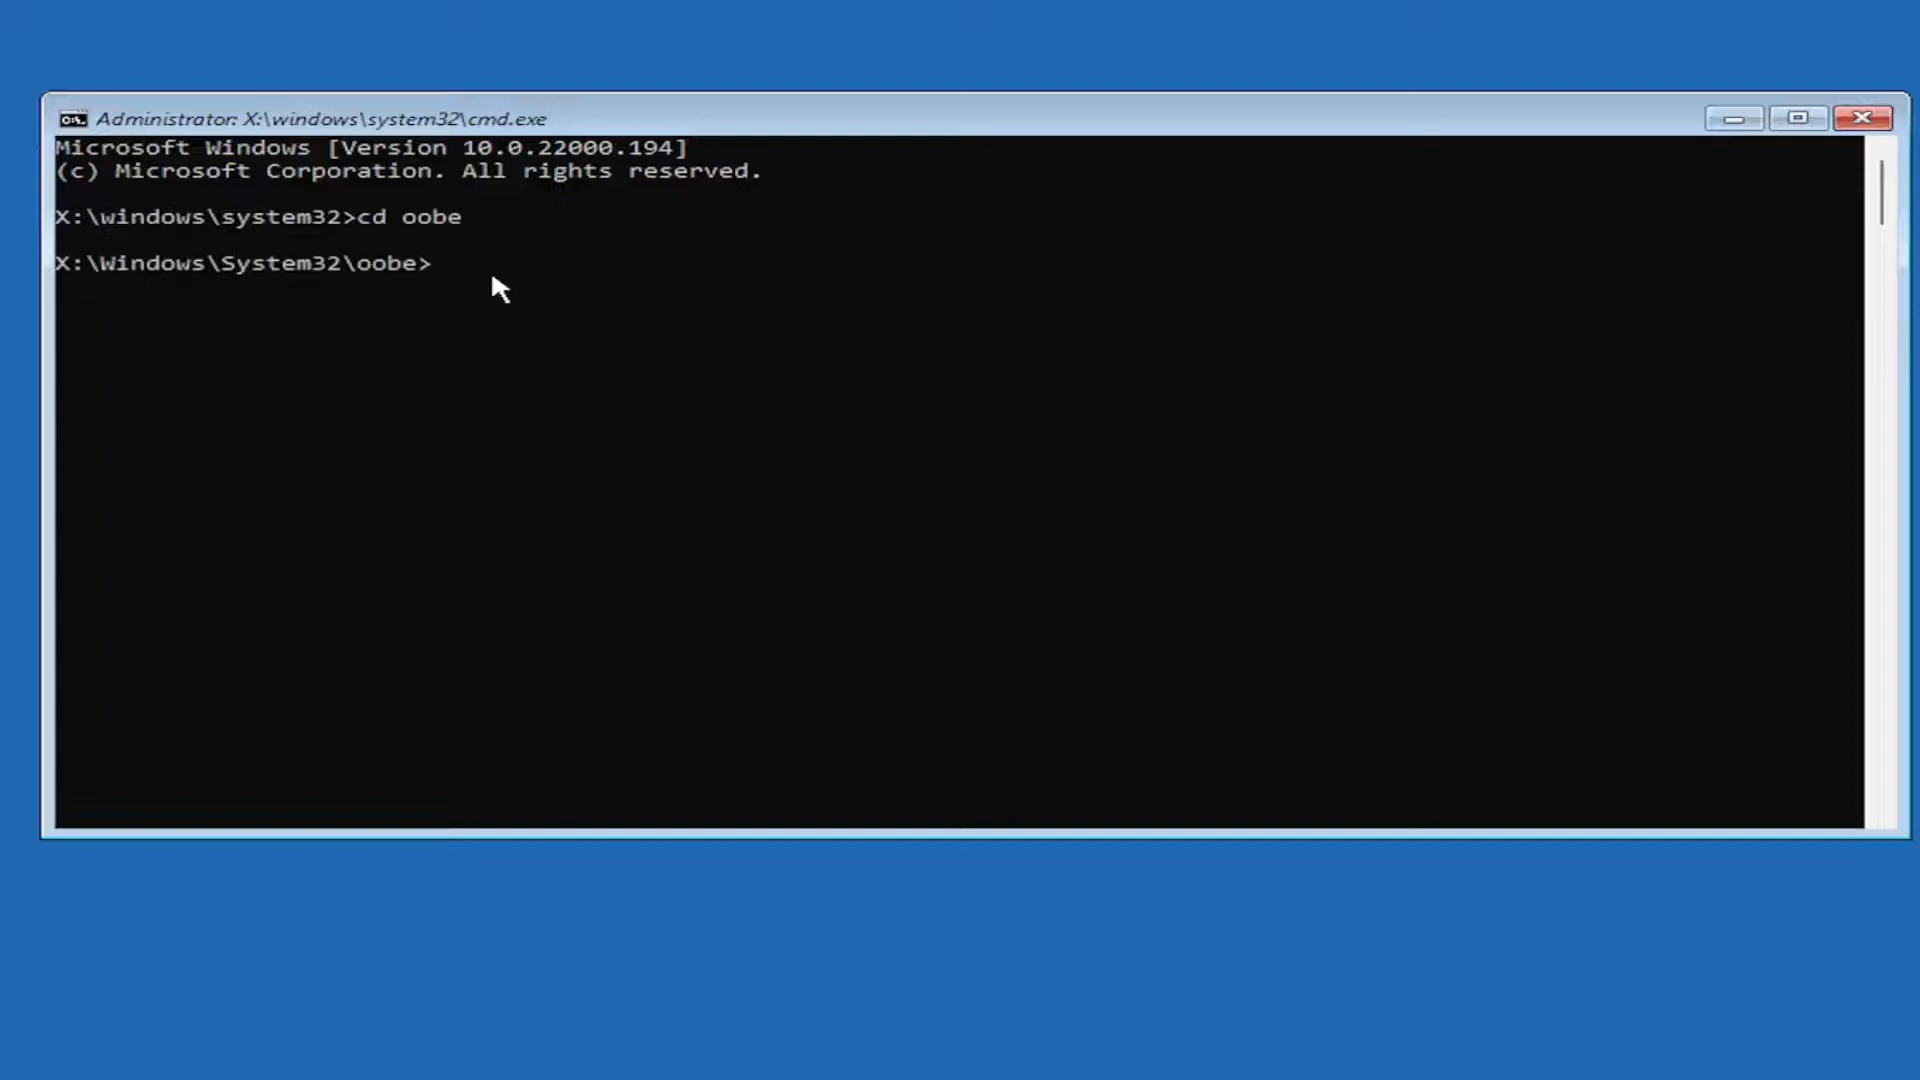 Administrator: X:\windows\system32\cmd.exe
Microsoft Windows [Version 10.0.22000.194]
(c) Microsoft Corporation. All rights reserved.
X:\windows\system32>cd oobe
X:\Windows\System32\oobe>